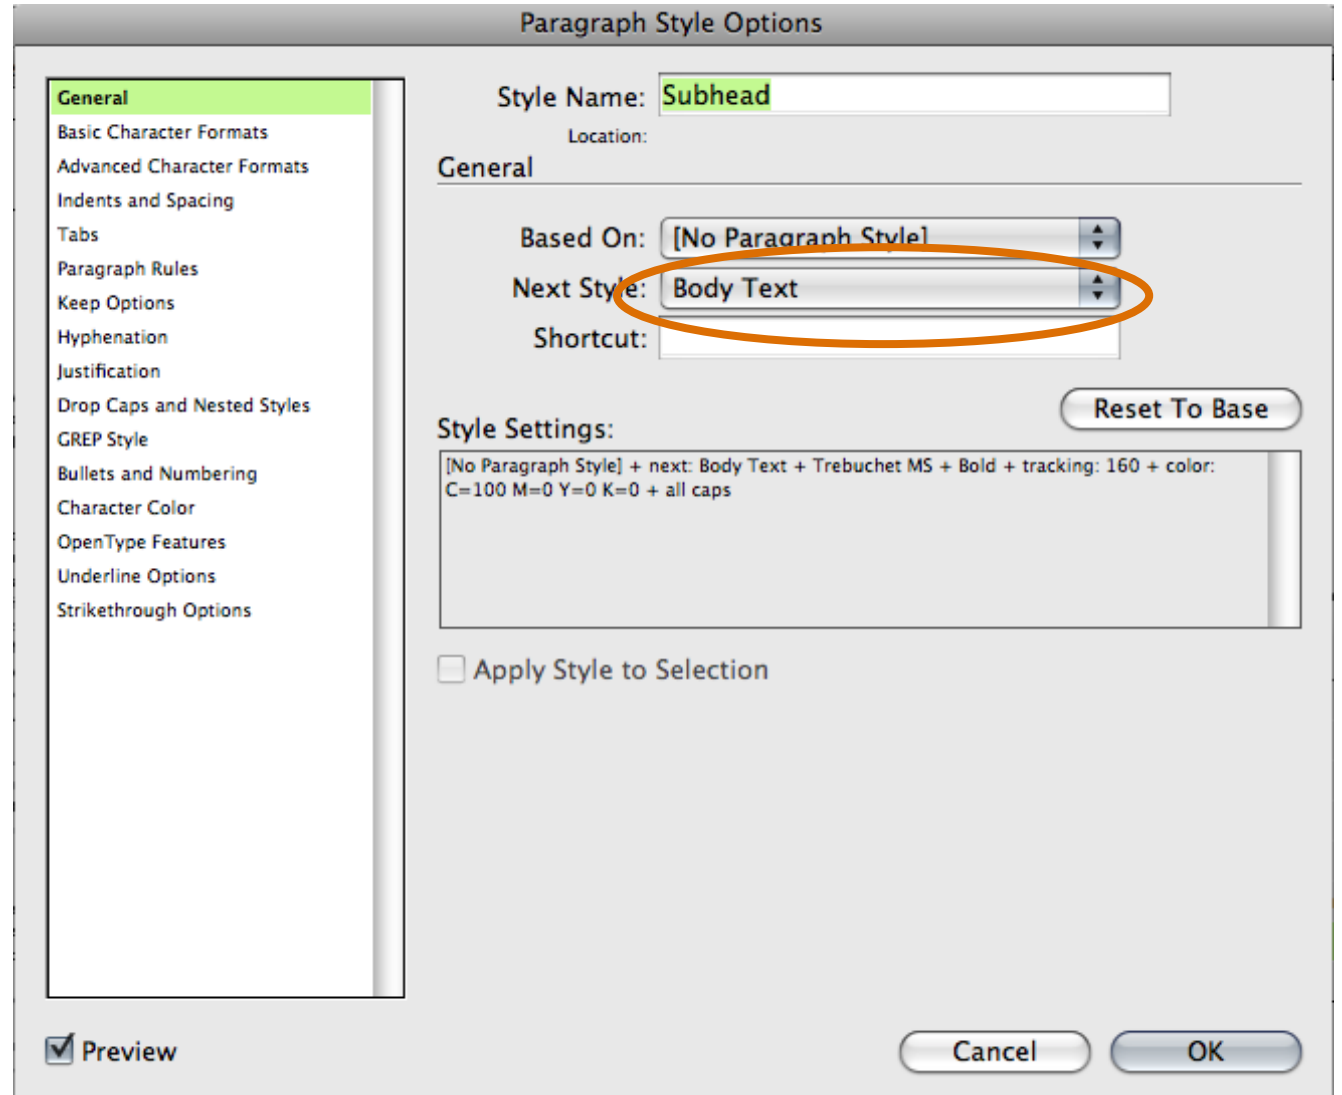 Paragraph Style Options
General
Basic Character Formats
Advanced Character Formats
Indents and Spacing
Tabs
Paragraph Rules
Keep Options
Hyphenation
Justification
Drop Caps and Nested Styles
GREP Style
Bullets and Numbering
Character Color
OpenType Features
Underline Options
Strikethrough Options
Style Name: Subhead
Location:
General
Based On: [No Paragraph Style]
Next Style: Body Text
Shortcut:
Reset To Base
Style Settings:
[No Paragraph Style] + next: Body Text + Trebuchet MS + Bold + tracking: 160 + color:
C=100 M=0 Y=0 K=0 + all caps
Apply Style to Selection
Preview
Cancel
OK